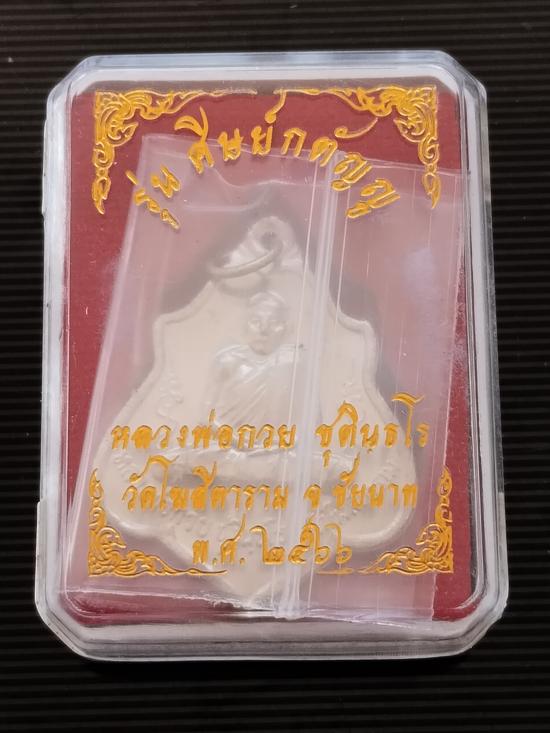 รุ่น ศิษย์กตัญญู
หลวงพ่อกวย ชุตินฺธโร
วัดโฆสิตาราม จ.ชัยนาท
พ.ศ.๒๕๖๖